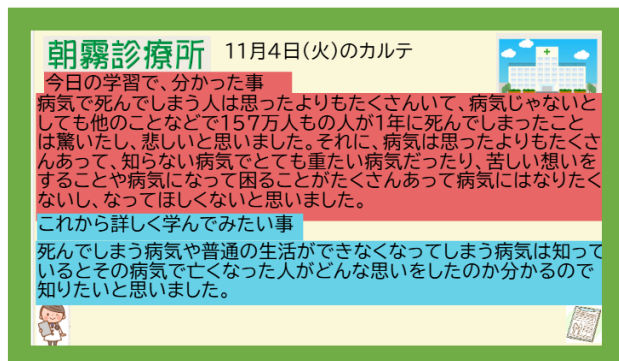 朝霧診療所 11月4日(火)のカルテ
今日の学習で、分かった事
病気で死んでしまう人は思ったよりもたくさんいて、病気じゃないと
しても他のことなどで157万人もの人が1年に死んでしまったこと
は驚いたし、悲しいと思いました。それに、病気は思ったよりもたくさ
んあって、知らない病気でとても重たい病気だったり、苦しい想いを
することや病気になって困ることがたくさんあって病気にはなりたく
ないし、なってほしくないと思いました。
これから詳しく学んでみたい事
死んでしまう病気や普通の生活ができなくなってしまう病気は知って
いるとその病気で亡くなった人がどんな思いをしたのか分かるので
知りたいと思いました。